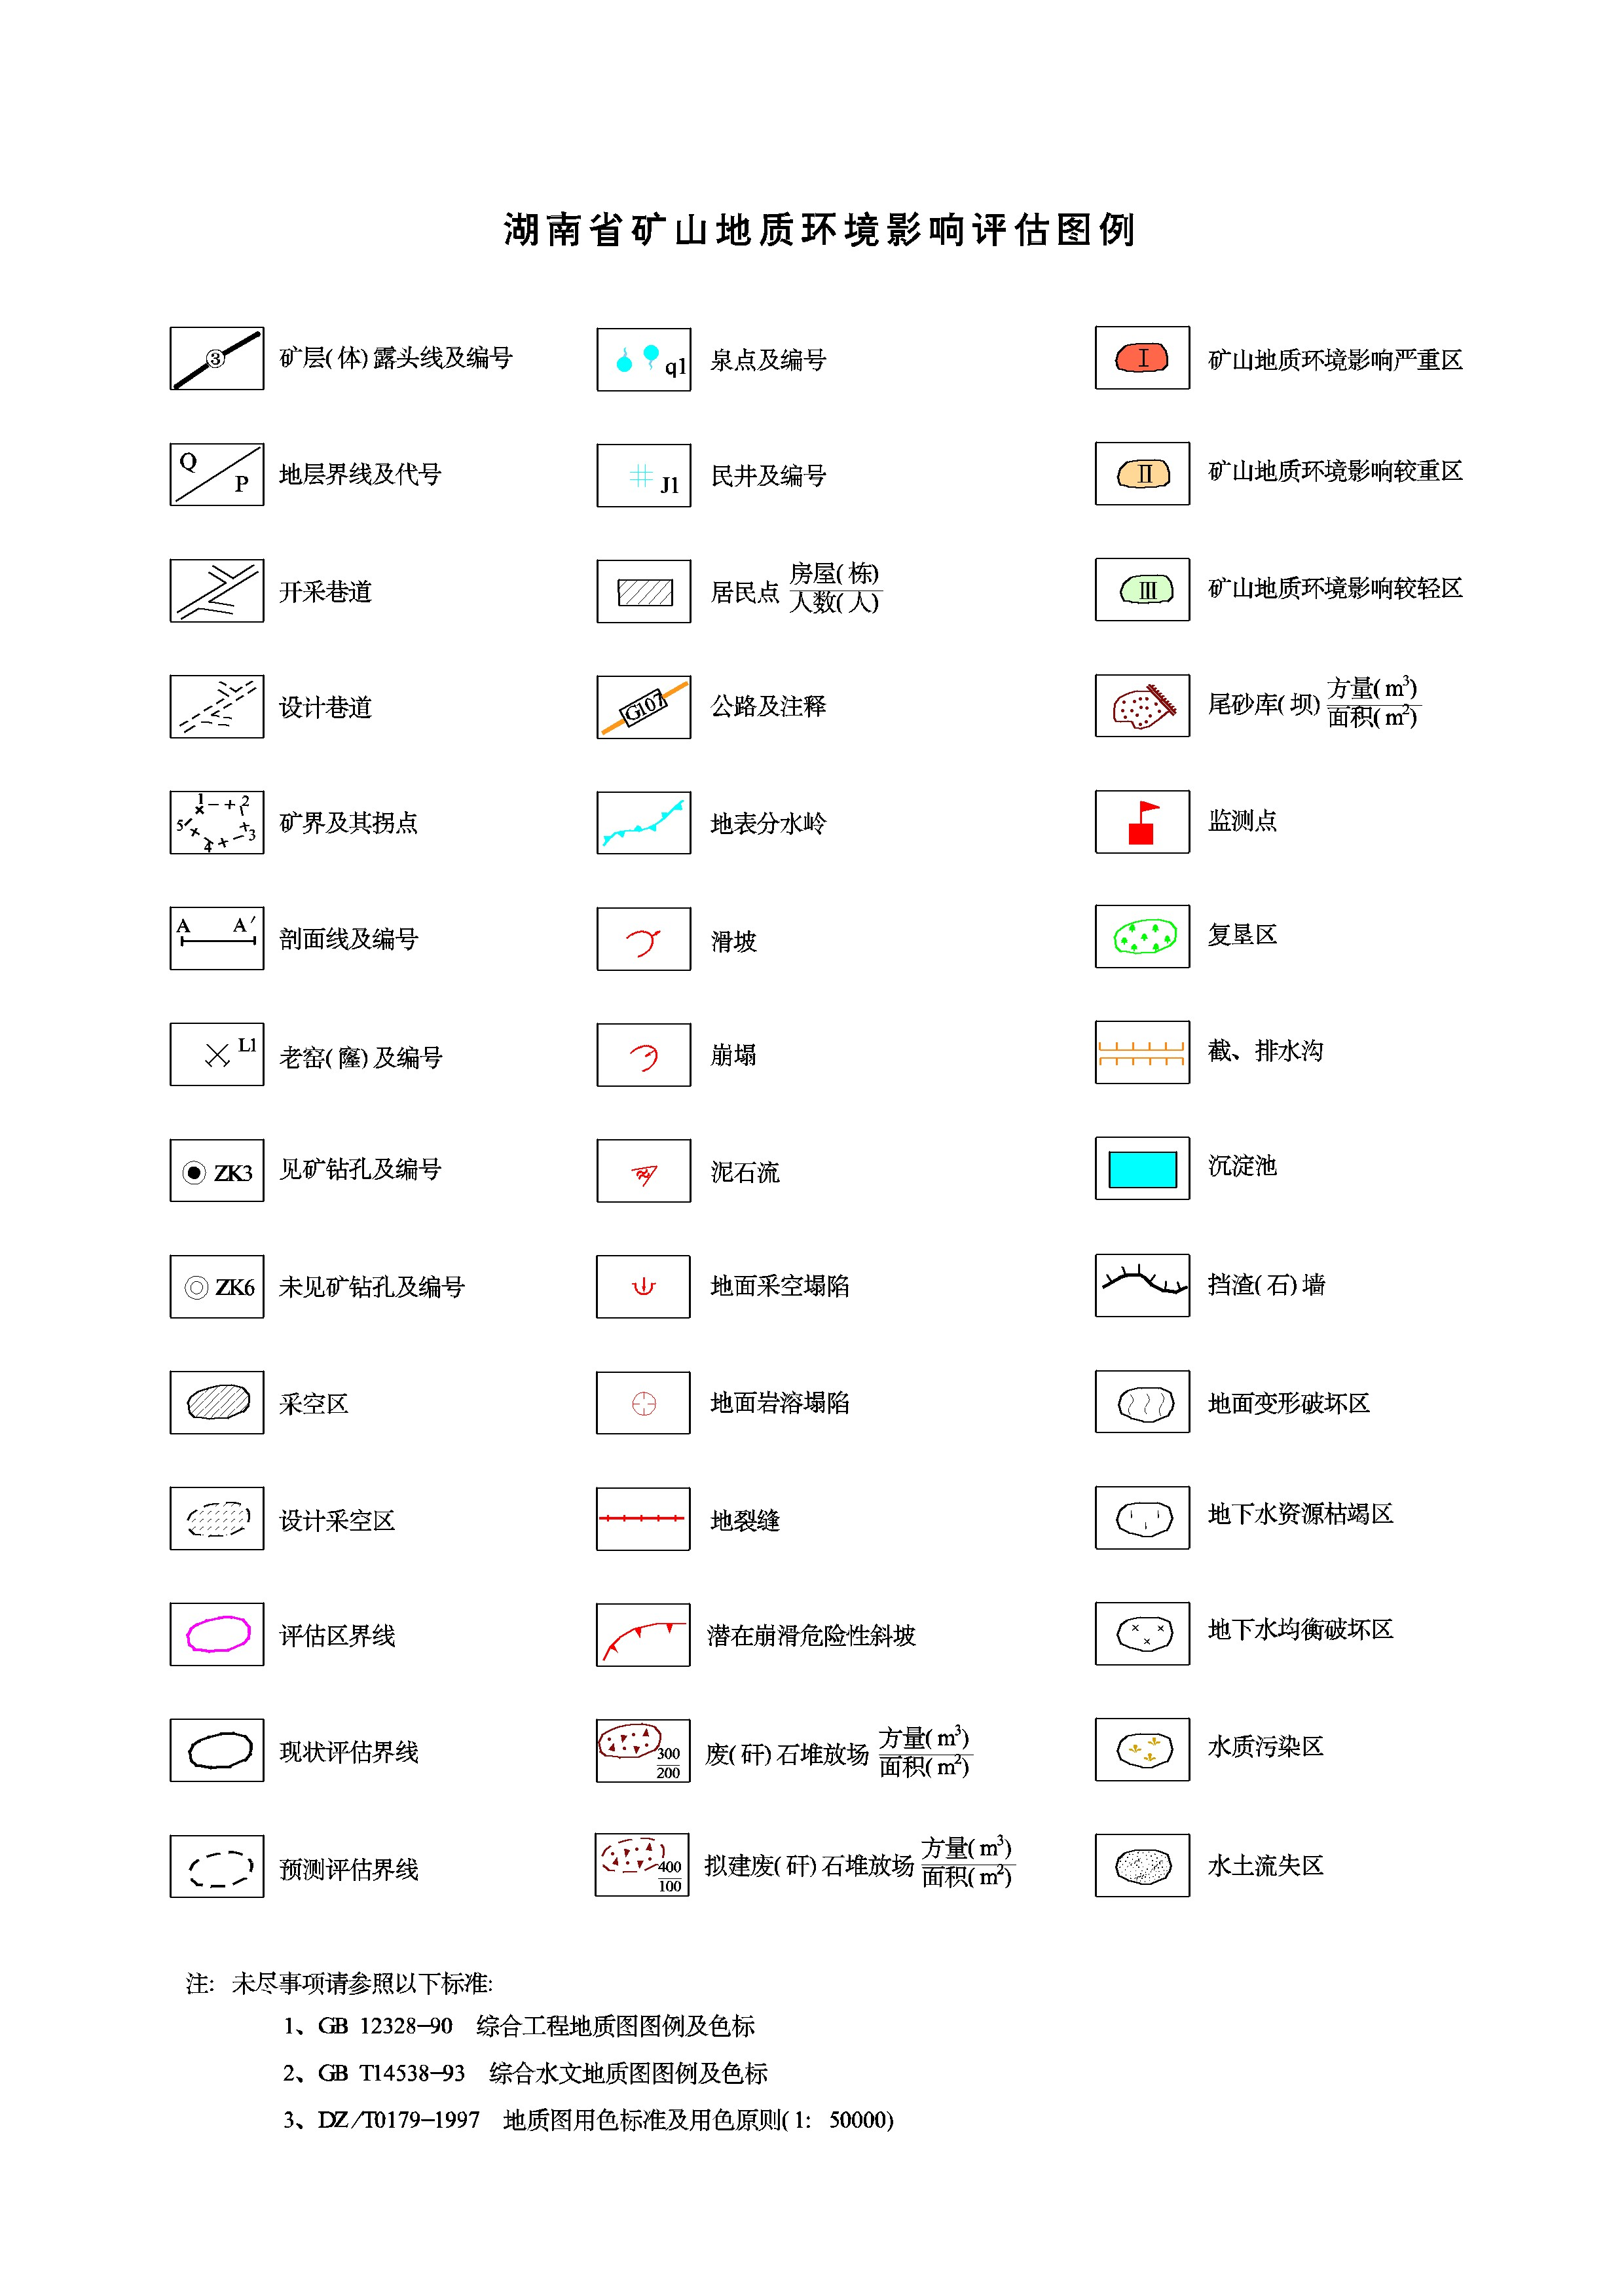 湖南省矿山地质环境影响评估图例
③ 矿层(体)露头线及编号
q1 泉点及编号
Ⅰ 矿山地质环境影响严重区
Q P 地层界线及代号
J1 民井及编号
Ⅱ 矿山地质环境影响较重区
开采巷道
居民点 房屋(栋)
人数(人)
Ⅲ 矿山地质环境影响较轻区
设计巷道
G107 公路及注释
尾砂库(坝) 方量(m³)
面积(m²)
1 2 3 4 5 矿界及其拐点
地表分水岭
监测点
A A′ 剖面线及编号
滑坡
复垦区
L1 老窑(窿)及编号
崩塌
截、排水沟
ZK3 见矿钻孔及编号
泥石流
沉淀池
ZK6 未见矿钻孔及编号
地面采空塌陷
挡渣(石)墙
采空区
地面岩溶塌陷
地面变形破坏区
设计采空区
地裂缝
地下水资源枯竭区
评估区界线
潜在崩滑危险性斜坡
地下水均衡破坏区
现状评估界线
300
200
废(矸)石堆放场 方量(m³)
面积(m²)
水质污染区
预测评估界线
400
100
拟建废(矸)石堆放场 方量(m³)
面积(m²)
水土流失区
注: 未尽事项请参照以下标准:
1、GB 12328-90 综合工程地质图图例及色标
2、GB T14538-93 综合水文地质图图例及色标
3、DZ/T0179-1997 地质图用色标准及用色原则(1: 50000)